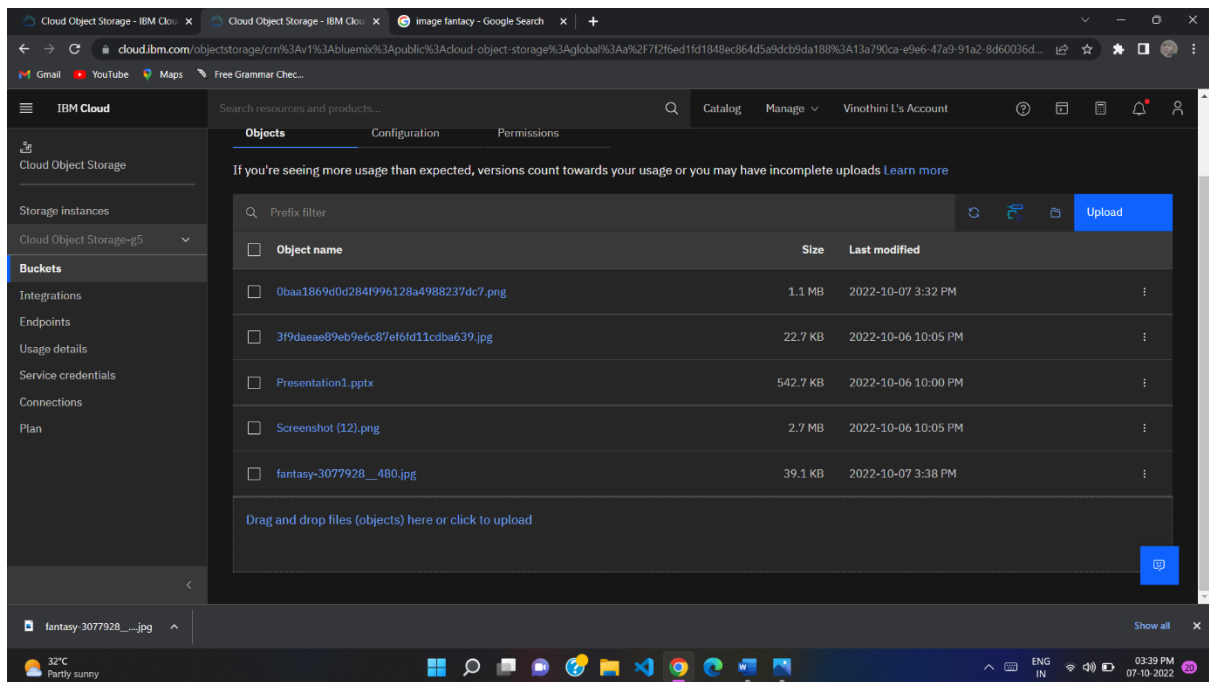 Cloud Object Storage - IBM Clou
Cloud Object Storage - IBM Clou
image fantacy - Google Search
cloud.ibm.com/objectstorage/crn%3Av1%3Abluemix%3Apublic%3Acloud-object-storage%3Aglobal%3Aa%2F7f2f6ed1fd1848ec864d5a9dcb9da188%3A13a790ca-e9e6-47a9-91a2-8d60036d...
Gmail YouTube Maps Free Grammar Chec...
IBM Cloud Search resources and products... Catalog Manage Vinothini L's Account
Cloud Object Storage
Storage instances
Cloud Object Storage-g5
Buckets
Integrations
Endpoints
Usage details
Service credentials
Connections
Plan
Objects Configuration Permissions
If you're seeing more usage than expected, versions count towards your usage or you may have incomplete uploads Learn more
Prefix filter Upload
Object name Size Last modified
0baa1869d0d284f996128a4988237dc7.png 1.1 MB 2022-10-07 3:32 PM
3f9daeae89eb9e6c87ef6fd11cdba639.jpg 22.7 KB 2022-10-06 10:05 PM
Presentation1.pptx 542.7 KB 2022-10-06 10:00 PM
Screenshot (12).png 2.7 MB 2022-10-06 10:05 PM
fantasy-3077928__480.jpg 39.1 KB 2022-10-07 3:38 PM
Drag and drop files (objects) here or click to upload
fantasy-3077928__....jpg Show all
32°C
Partly sunny
ENG
IN
03:39 PM
07-10-2022
20